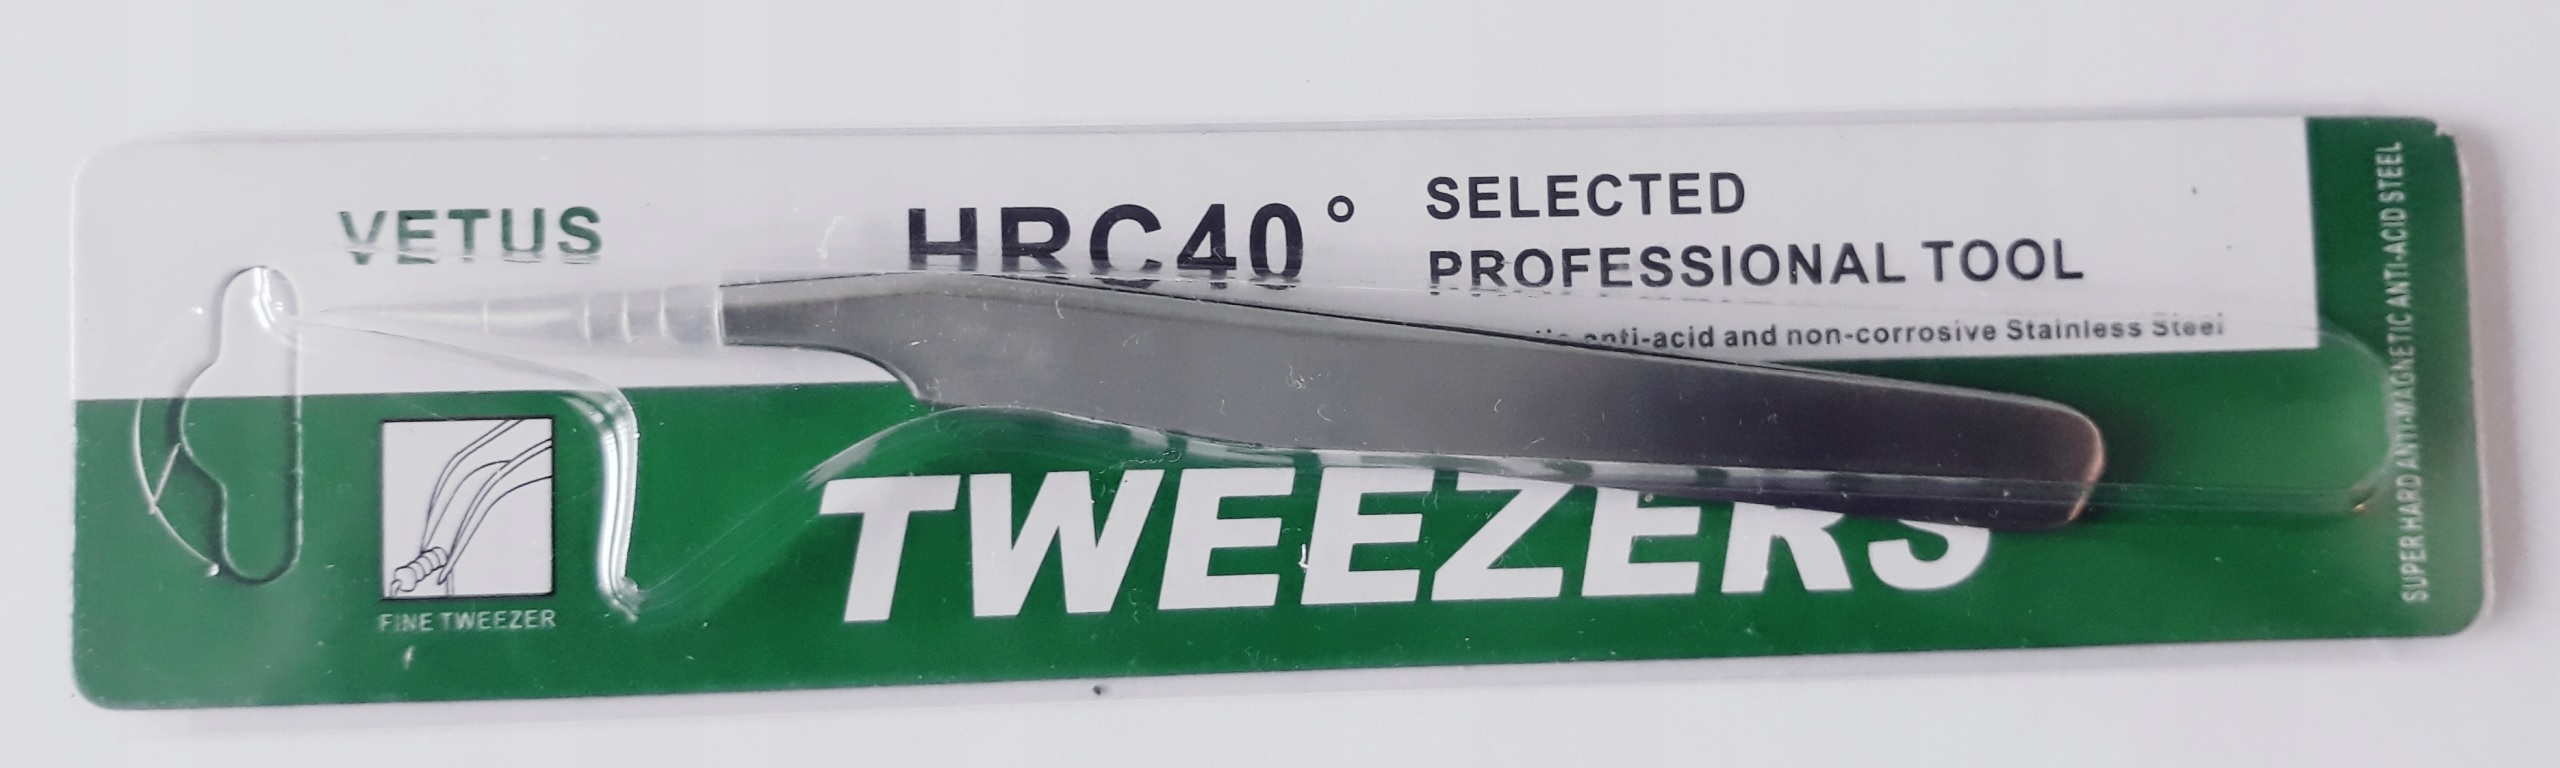 VETUS
HRC40°
SELECTED
PROFESSIONAL TOOL
anti-acid and non-corrosive Stainless Steel
FINE TWEEZER
TWEEZERS
SUPER HARD ANTI-MAGNETIC ANTI-ACID STEEL